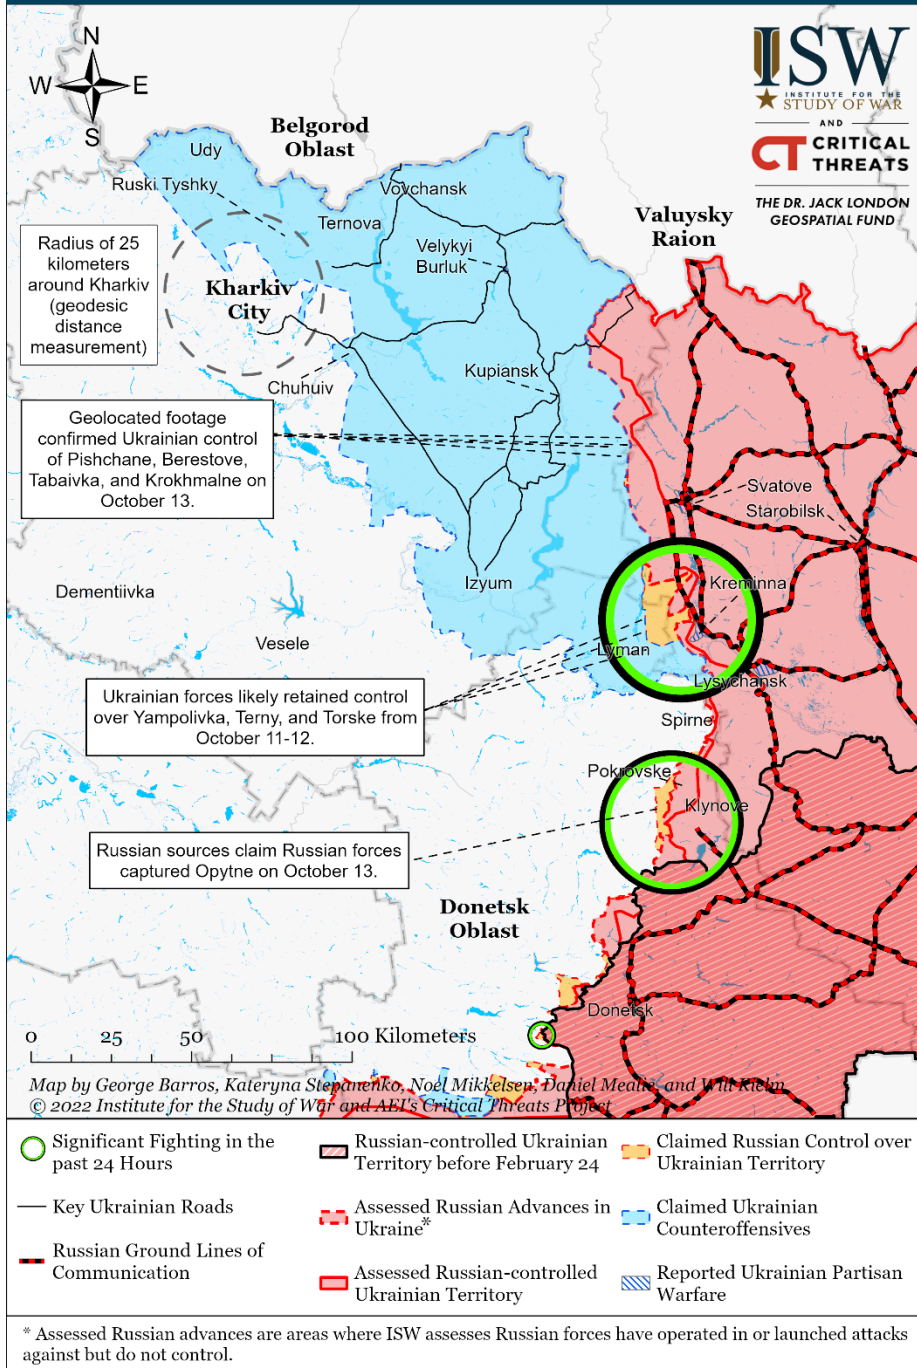 N
W
E
S
ISW
INSTITUTE FOR THE
STUDY OF WAR
AND
CT CRITICAL
THREATS
THE DR. JACK LONDON
GEOSPATIAL FUND
Belgorod
Oblast
Udy
Ruski Tyshky
Vovchansk
Ternova
Valuysky
Raion
Velykyi
Burluk
Radius of 25
kilometers
around Kharkiv
(geodesic
distance
measurement)
Kharkiv
City
Chuhuiv
Kupiansk
Geolocated footage
confirmed Ukrainian control
of Pishchane, Berestove,
Tabaivka, and Krokhmalne on
October 13.
Svatove
Starobilsk
Izyum
Kreminna
Dementiivka
Vesele
Lyman
Lysychansk
Ukrainian forces likely retained control
over Yampolivka, Terny, and Torske from
October 11-12.
Spirne
Pokrovske
Klynove
Russian sources claim Russian forces
captured Opytne on October 13.
Donetsk
Oblast
Donetsk
0 25 50 100 Kilometers
Map by George Barros, Kateryna Stepanenko, Noel Mikkelsen, Daniel Mealie, and Will Kielm
© 2022 Institute for the Study of War and AEI's Critical Threats Project
Significant Fighting in the
past 24 Hours
Key Ukrainian Roads
Russian Ground Lines of
Communication
Russian-controlled Ukrainian
Territory before February 24
Assessed Russian Advances in
Ukraine*
Assessed Russian-controlled
Ukrainian Territory
Claimed Russian Control over
Ukrainian Territory
Claimed Ukrainian
Counteroffensives
Reported Ukrainian Partisan
Warfare
* Assessed Russian advances are areas where ISW assesses Russian forces have operated in or launched attacks
against but do not control.